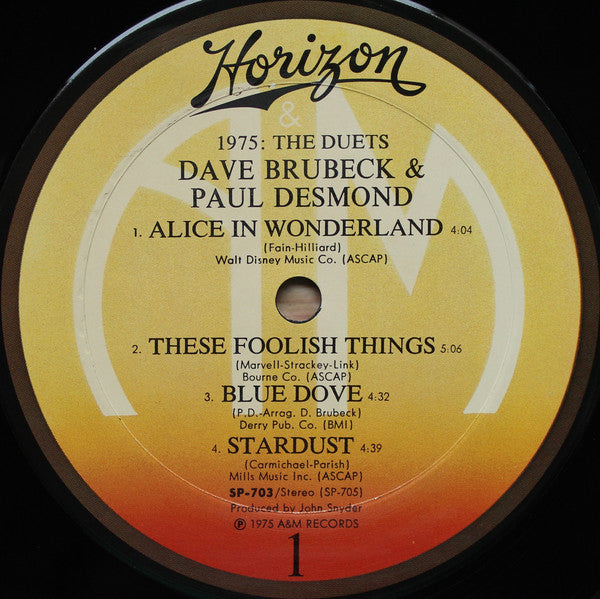 Horizon
&
AM
1975: THE DUETS
DAVE BRUBECK &
PAUL DESMOND
1. ALICE IN WONDERLAND 4:04
(Fain-Hilliard)
Walt Disney Music Co. (ASCAP)
2. THESE FOOLISH THINGS 5:06
(Marvell-Strackey-Link)
Bourne Co. (ASCAP)
3. BLUE DOVE 4:32
(P.D.-Arrag. D. Brubeck)
Derry Pub. Co. (BMI)
4. STARDUST 4:39
(Carmichael-Parish)
Mills Music Inc. (ASCAP)
SP-703/Stereo (SP-705)
Produced by John Snyder
℗ 1975 A&M RECORDS
1